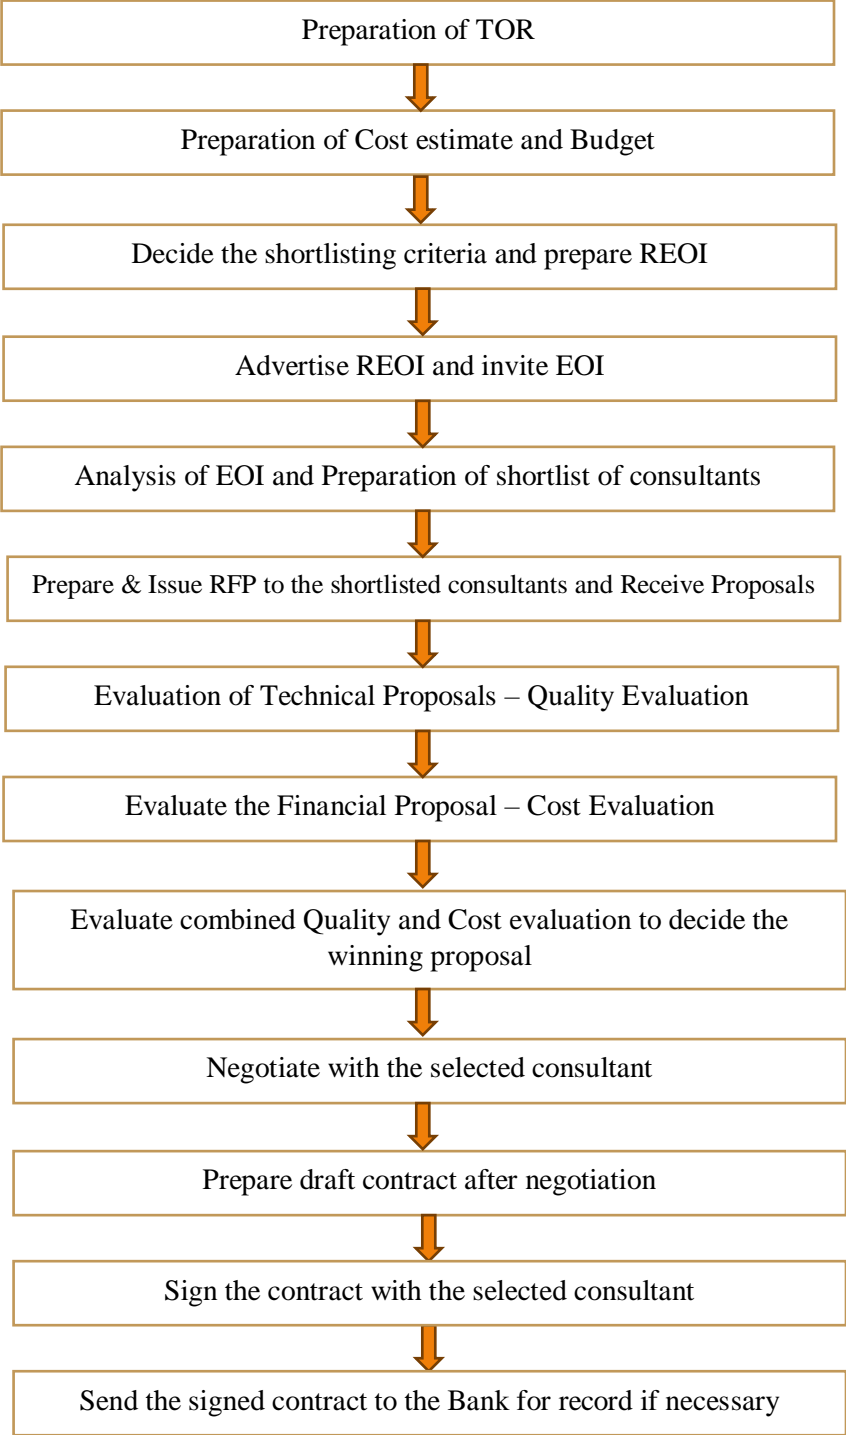 Preparation of TOR
Preparation of Cost estimate and Budget
Decide the shortlisting criteria and prepare REOI
Advertise REOI and invite EOI
Analysis of EOI and Preparation of shortlist of consultants
Prepare & Issue RFP to the shortlisted consultants and Receive Proposals
Evaluation of Technical Proposals – Quality Evaluation
Evaluate the Financial Proposal – Cost Evaluation
Evaluate combined Quality and Cost evaluation to decide the
winning proposal
Negotiate with the selected consultant
Prepare draft contract after negotiation
Sign the contract with the selected consultant
Send the signed contract to the Bank for record if necessary